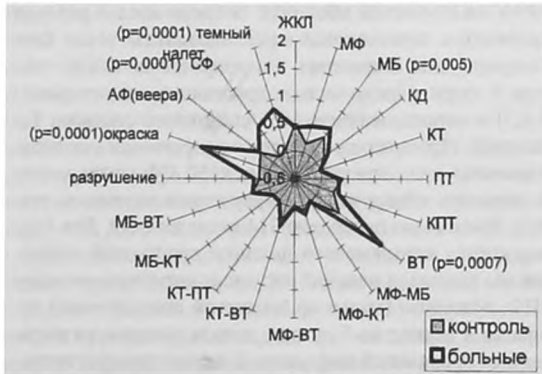 ЖКП
(p=0,0001) темный
налет
(p=0,0001) СФ
АФ(веера)
(p=0,0001)окраска
разрушение
МБ-ВТ
МБ-КТ
КТ-ПТ
КТ-ВТ
МФ-ВТ
МФ-КТ
МФ-МБ
ВТ (p=0,0007)
КПТ
ПТ
КТ
КД
МБ (p=0,005)
МФ
2
1,5
1
0,5
0
-0,5
контроль
больные